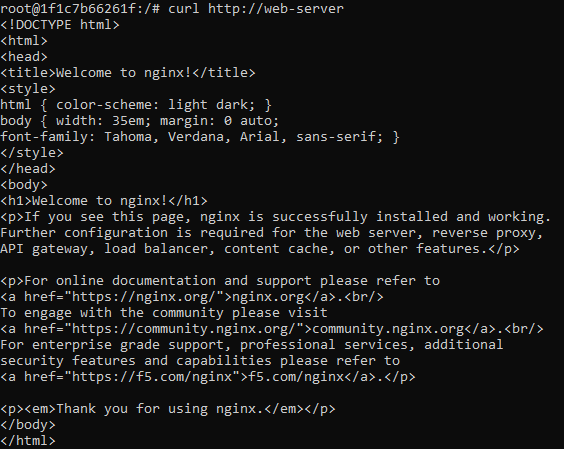 root@1f1c7b66261f:/# curl http://web-server
<!DOCTYPE html>
<html>
<head>
<title>Welcome to nginx!</title>
<style>
html { color-scheme: light dark; }
body { width: 35em; margin: 0 auto;
font-family: Tahoma, Verdana, Arial, sans-serif; }
</style>
</head>
<body>
<h1>Welcome to nginx!</h1>
<p>If you see this page, nginx is successfully installed and working.
Further configuration is required for the web server, reverse proxy,
API gateway, load balancer, content cache, or other features.</p>

<p>For online documentation and support please refer to
<a href="https://nginx.org/">nginx.org</a>.<br/>
To engage with the community please visit
<a href="https://community.nginx.org/">community.nginx.org</a>.<br/>
For enterprise grade support, professional services, additional
security features and capabilities please refer to
<a href="https://f5.com/nginx">f5.com/nginx</a>.</p>

<p><em>Thank you for using nginx.</em></p>
</body>
</html>